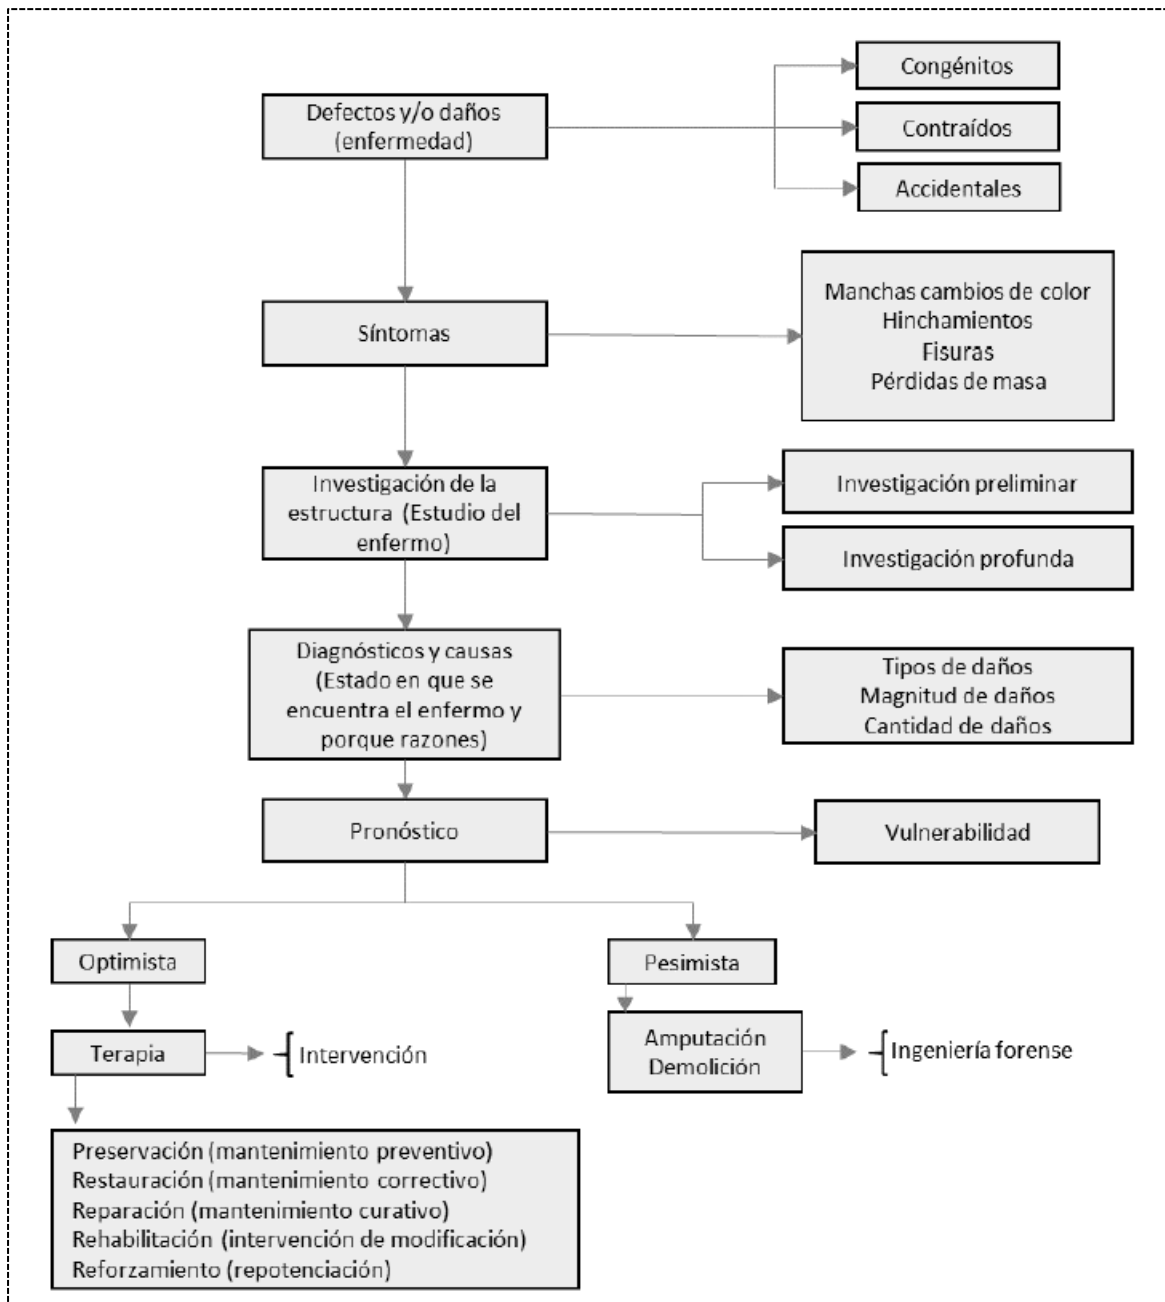 Defectos y/o daños
(enfermedad)
Congénitos
Contraídos
Accidentales
Síntomas
Manchas cambios de color
Hinchamientos
Fisuras
Pérdidas de masa
Investigación de la
estructura (Estudio del
enfermo)
Investigación preliminar
Investigación profunda
Diagnósticos y causas
(Estado en que se
encuentra el enfermo y
porque razones)
Tipos de daños
Magnitud de daños
Cantidad de daños
Pronóstico
Vulnerabilidad
Optimista
Pesimista
Terapia
Intervención
Amputación
Demolición
Ingeniería forense
Preservación (mantenimiento preventivo)
Restauración (mantenimiento correctivo)
Reparación (mantenimiento curativo)
Rehabilitación (intervención de modificación)
Reforzamiento (repotenciación)